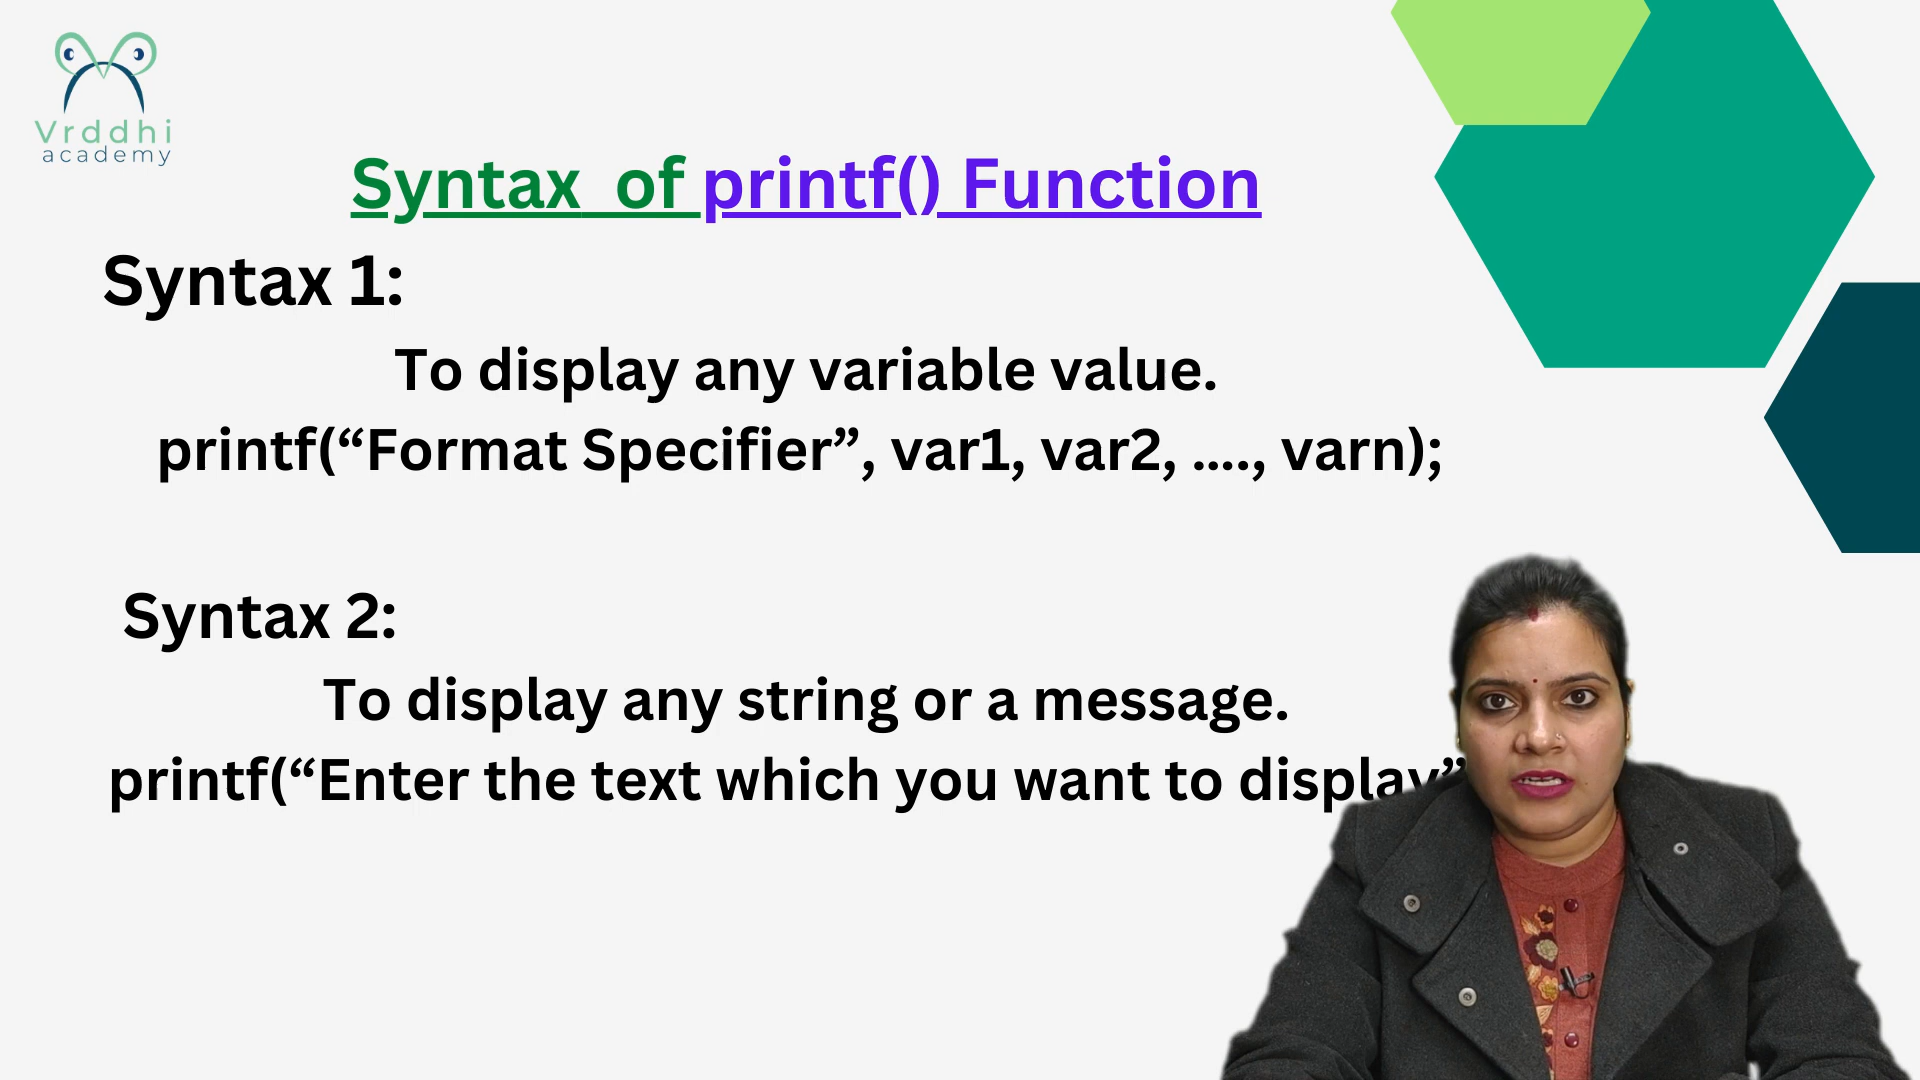 Vrddhi
academy
Syntax of printf() Function
Syntax 1:
To display any variable value.
printf(“Format Specifier”, var1, var2, ...., varn);
Syntax 2:
To display any string or a message.
printf(“Enter the text which you want to display”